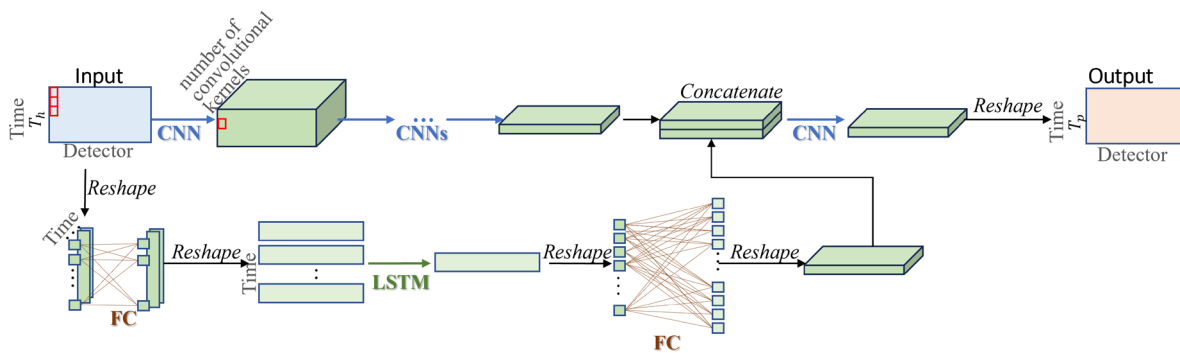 Input
Time
T_h
Detector
CNN
number of
convolutional
kernels
...
CNNs
Concatenate
CNN
Reshape
Output
Time
T_p
Detector
Reshape
Time
FC
Reshape
Time
LSTM
Reshape
FC
Reshape